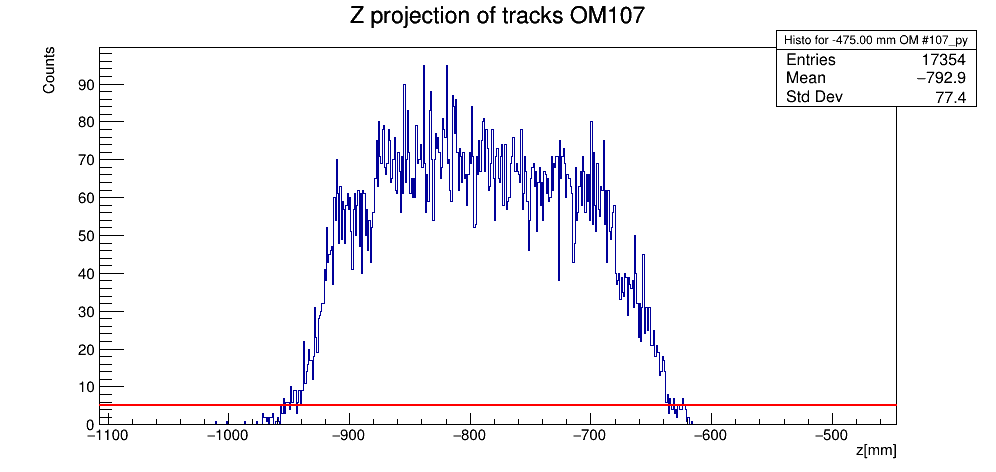 Z projection of tracks OM107
Histo for -475.00 mm OM #107_py
Entries 17354
Mean −792.9
Std Dev 77.4
Counts
90
80
70
60
50
40
30
20
10
0
−1100 −1000 −900 −800 −700 −600 −500
z[mm]